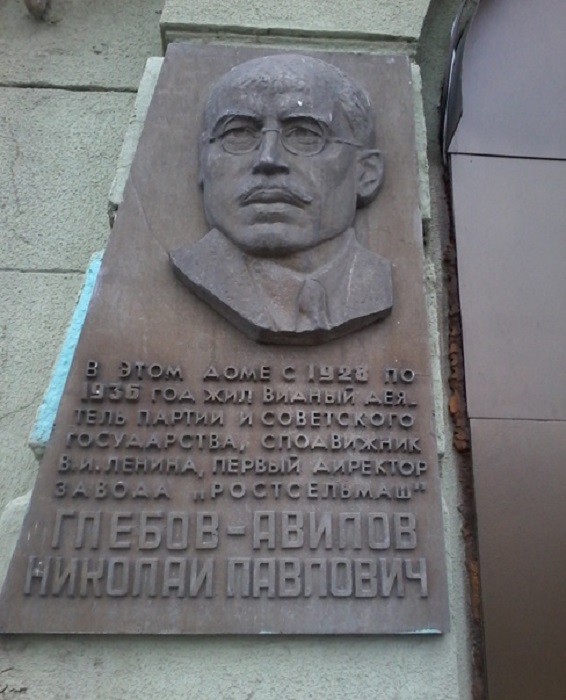 В ЭТОМ ДОМЕ С 1928 ПО
1936 ГОД ЖИЛ ВИДНЫЙ ДЕЯ-
ТЕЛЬ ПАРТИИ И СОВЕТСКОГО
ГОСУДАРСТВА, СПОДВИЖНИК
В.И. ЛЕНИНА, ПЕРВЫЙ ДИРЕКТОР
ЗАВОДА „РОСТСЕЛЬМАШ"
ГЛЕБОВ-АВИЛОВ
НИКОЛАЙ ПАВЛОВИЧ